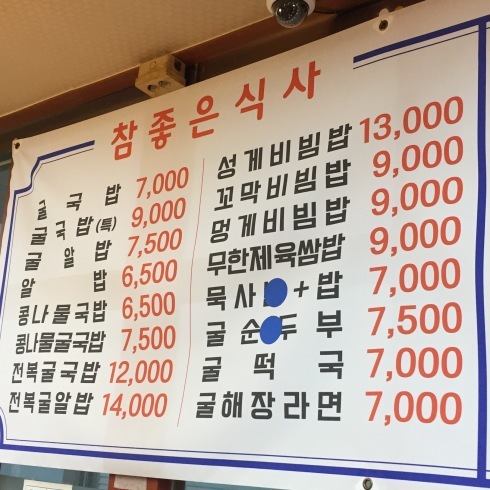 참좋은식사
굴국밥 7,000
굴국밥(특) 9,000
굴알밥 7,500
알밥 6,500
콩나물국밥 6,500
콩나물굴국밥 7,500
전복굴국밥 12,000
전복굴알밥 14,000
성게비빔밥 13,000
꼬막비빔밥 9,000
멍게비빔밥 9,000
무한제육쌈밥 9,000
묵사 +밥 7,000
굴순두부 7,500
굴떡국 7,000
굴해장라면 7,000